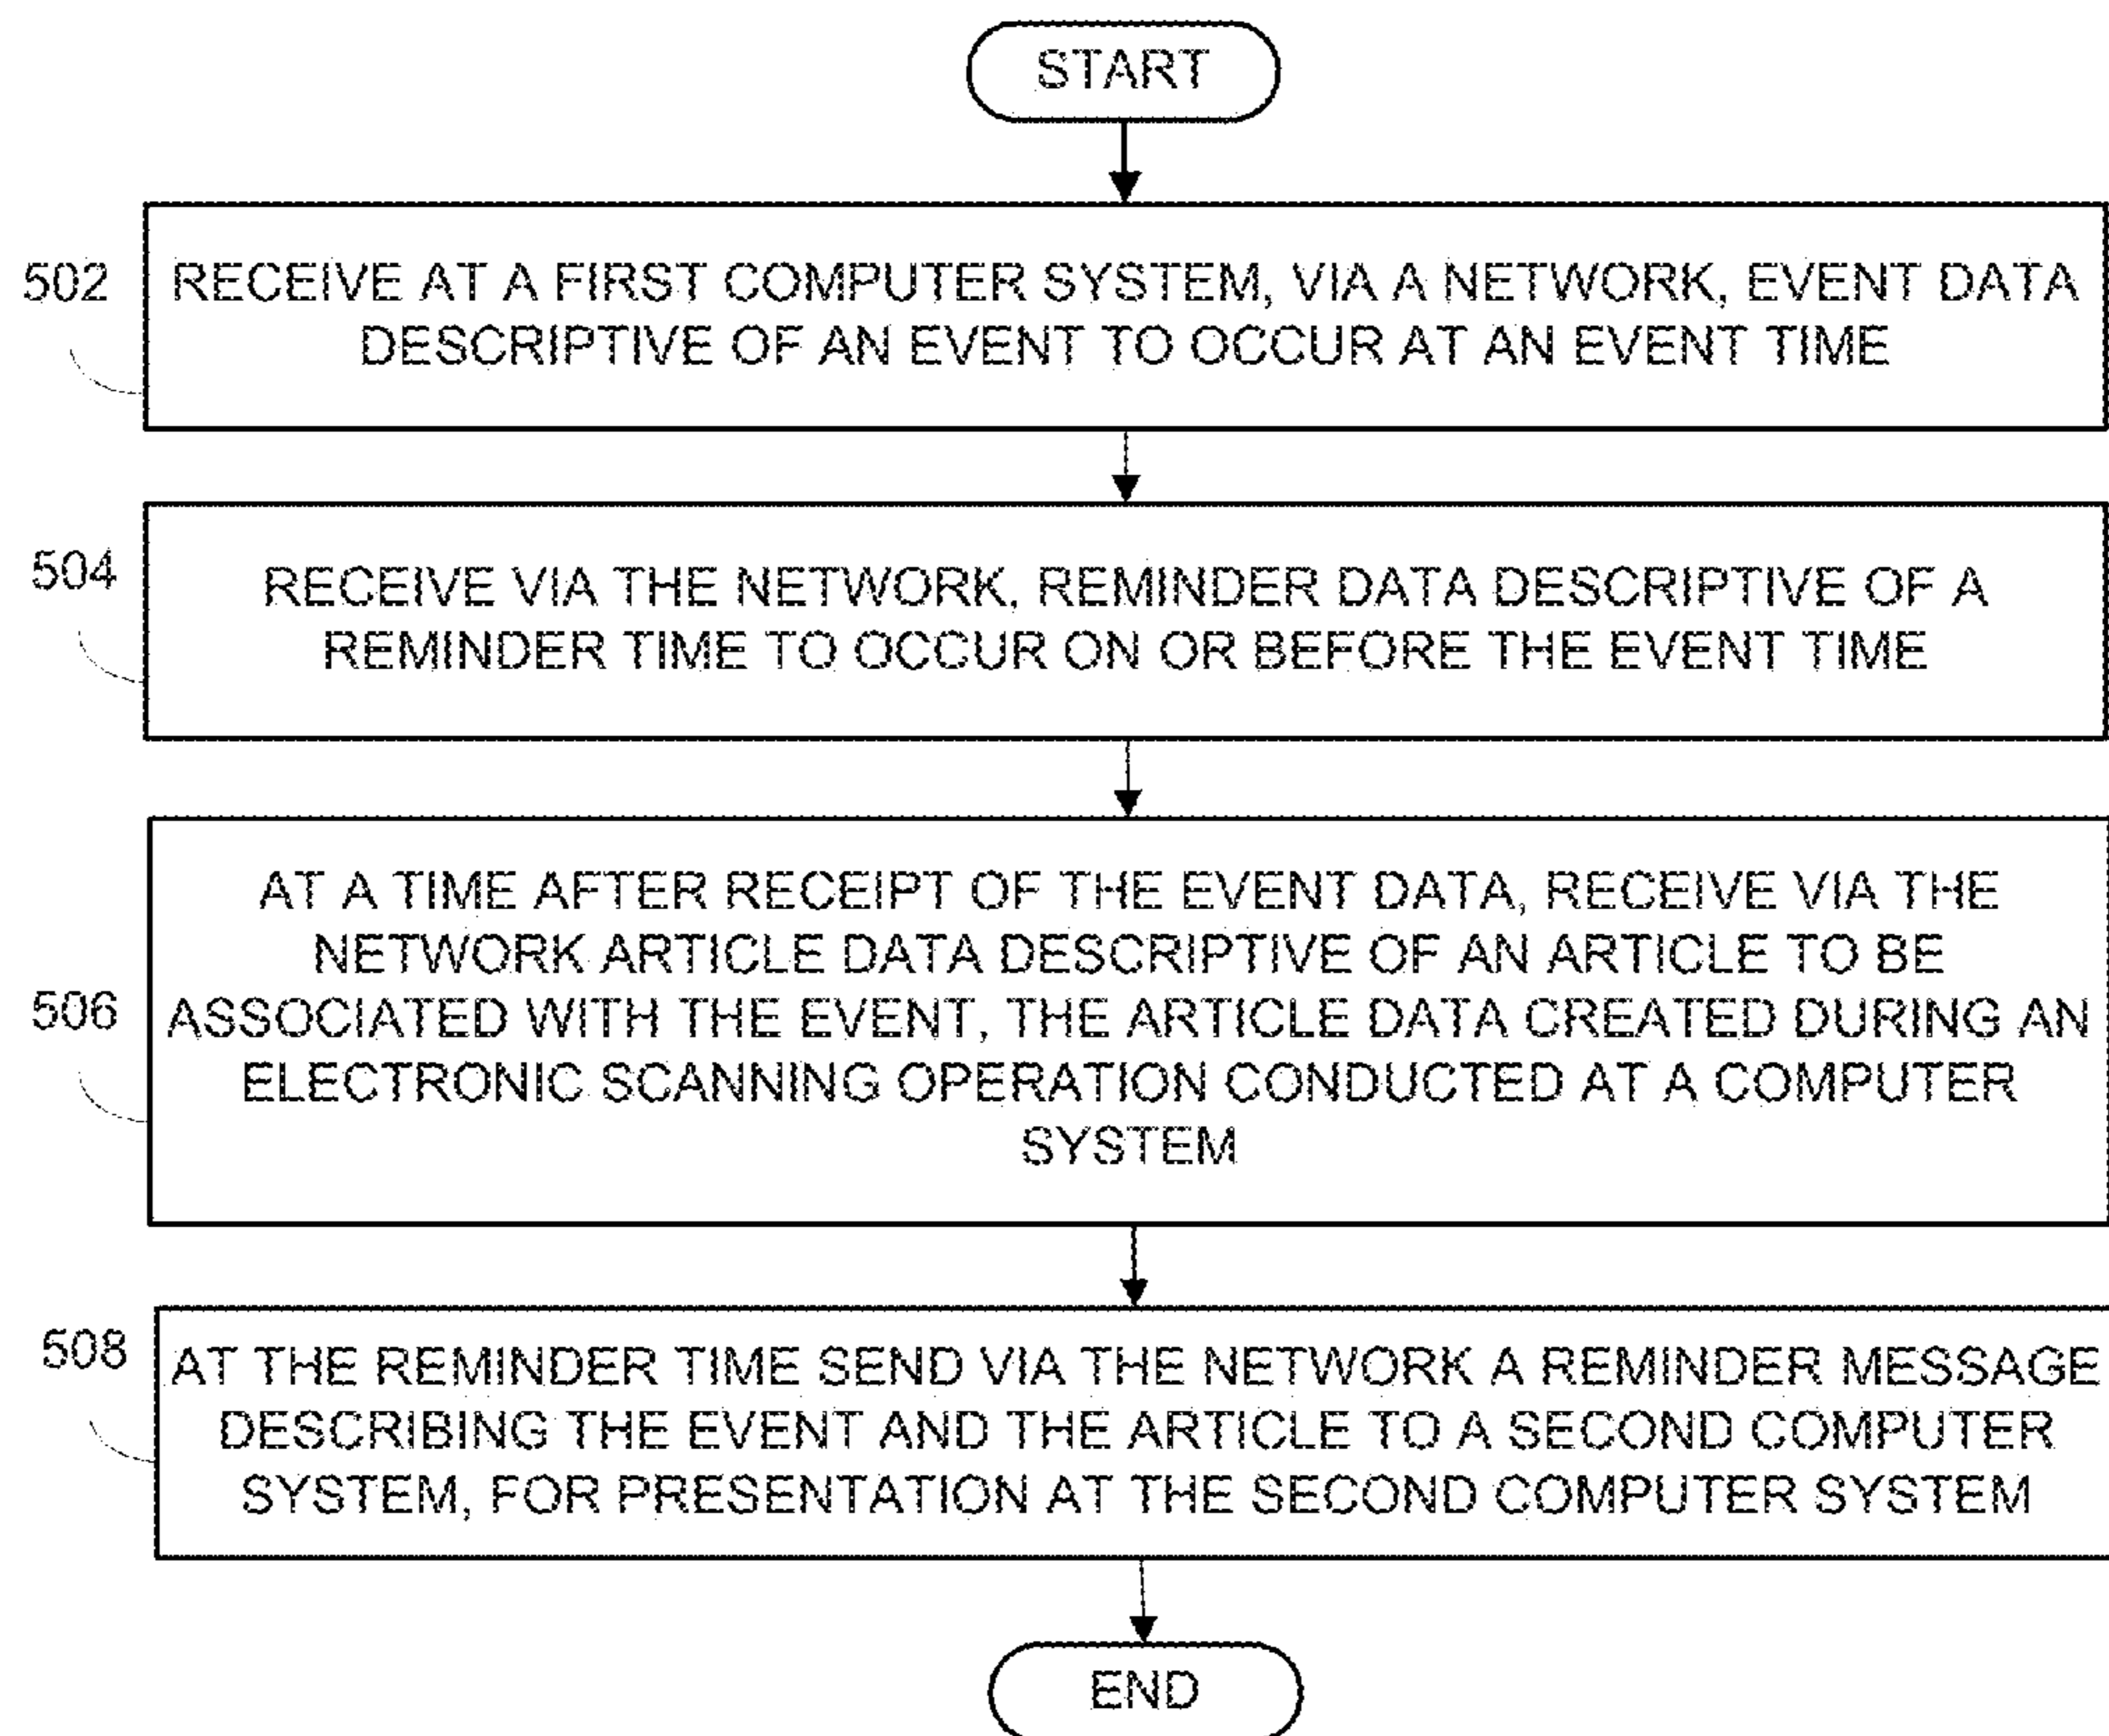 START
502
RECEIVE AT A FIRST COMPUTER SYSTEM, VIA A NETWORK, EVENT DATA
DESCRIPTIVE OF AN EVENT TO OCCUR AT AN EVENT TIME
504
RECEIVE VIA THE NETWORK, REMINDER DATA DESCRIPTIVE OF A
REMINDER TIME TO OCCUR ON OR BEFORE THE EVENT TIME
506
AT A TIME AFTER RECEIPT OF THE EVENT DATA, RECEIVE VIA THE
NETWORK ARTICLE DATA DESCRIPTIVE OF AN ARTICLE TO BE
ASSOCIATED WITH THE EVENT, THE ARTICLE DATA CREATED DURING AN
ELECTRONIC SCANNING OPERATION CONDUCTED AT A COMPUTER
SYSTEM
508
AT THE REMINDER TIME SEND VIA THE NETWORK A REMINDER MESSAGE
DESCRIBING THE EVENT AND THE ARTICLE TO A SECOND COMPUTER
SYSTEM, FOR PRESENTATION AT THE SECOND COMPUTER SYSTEM
END